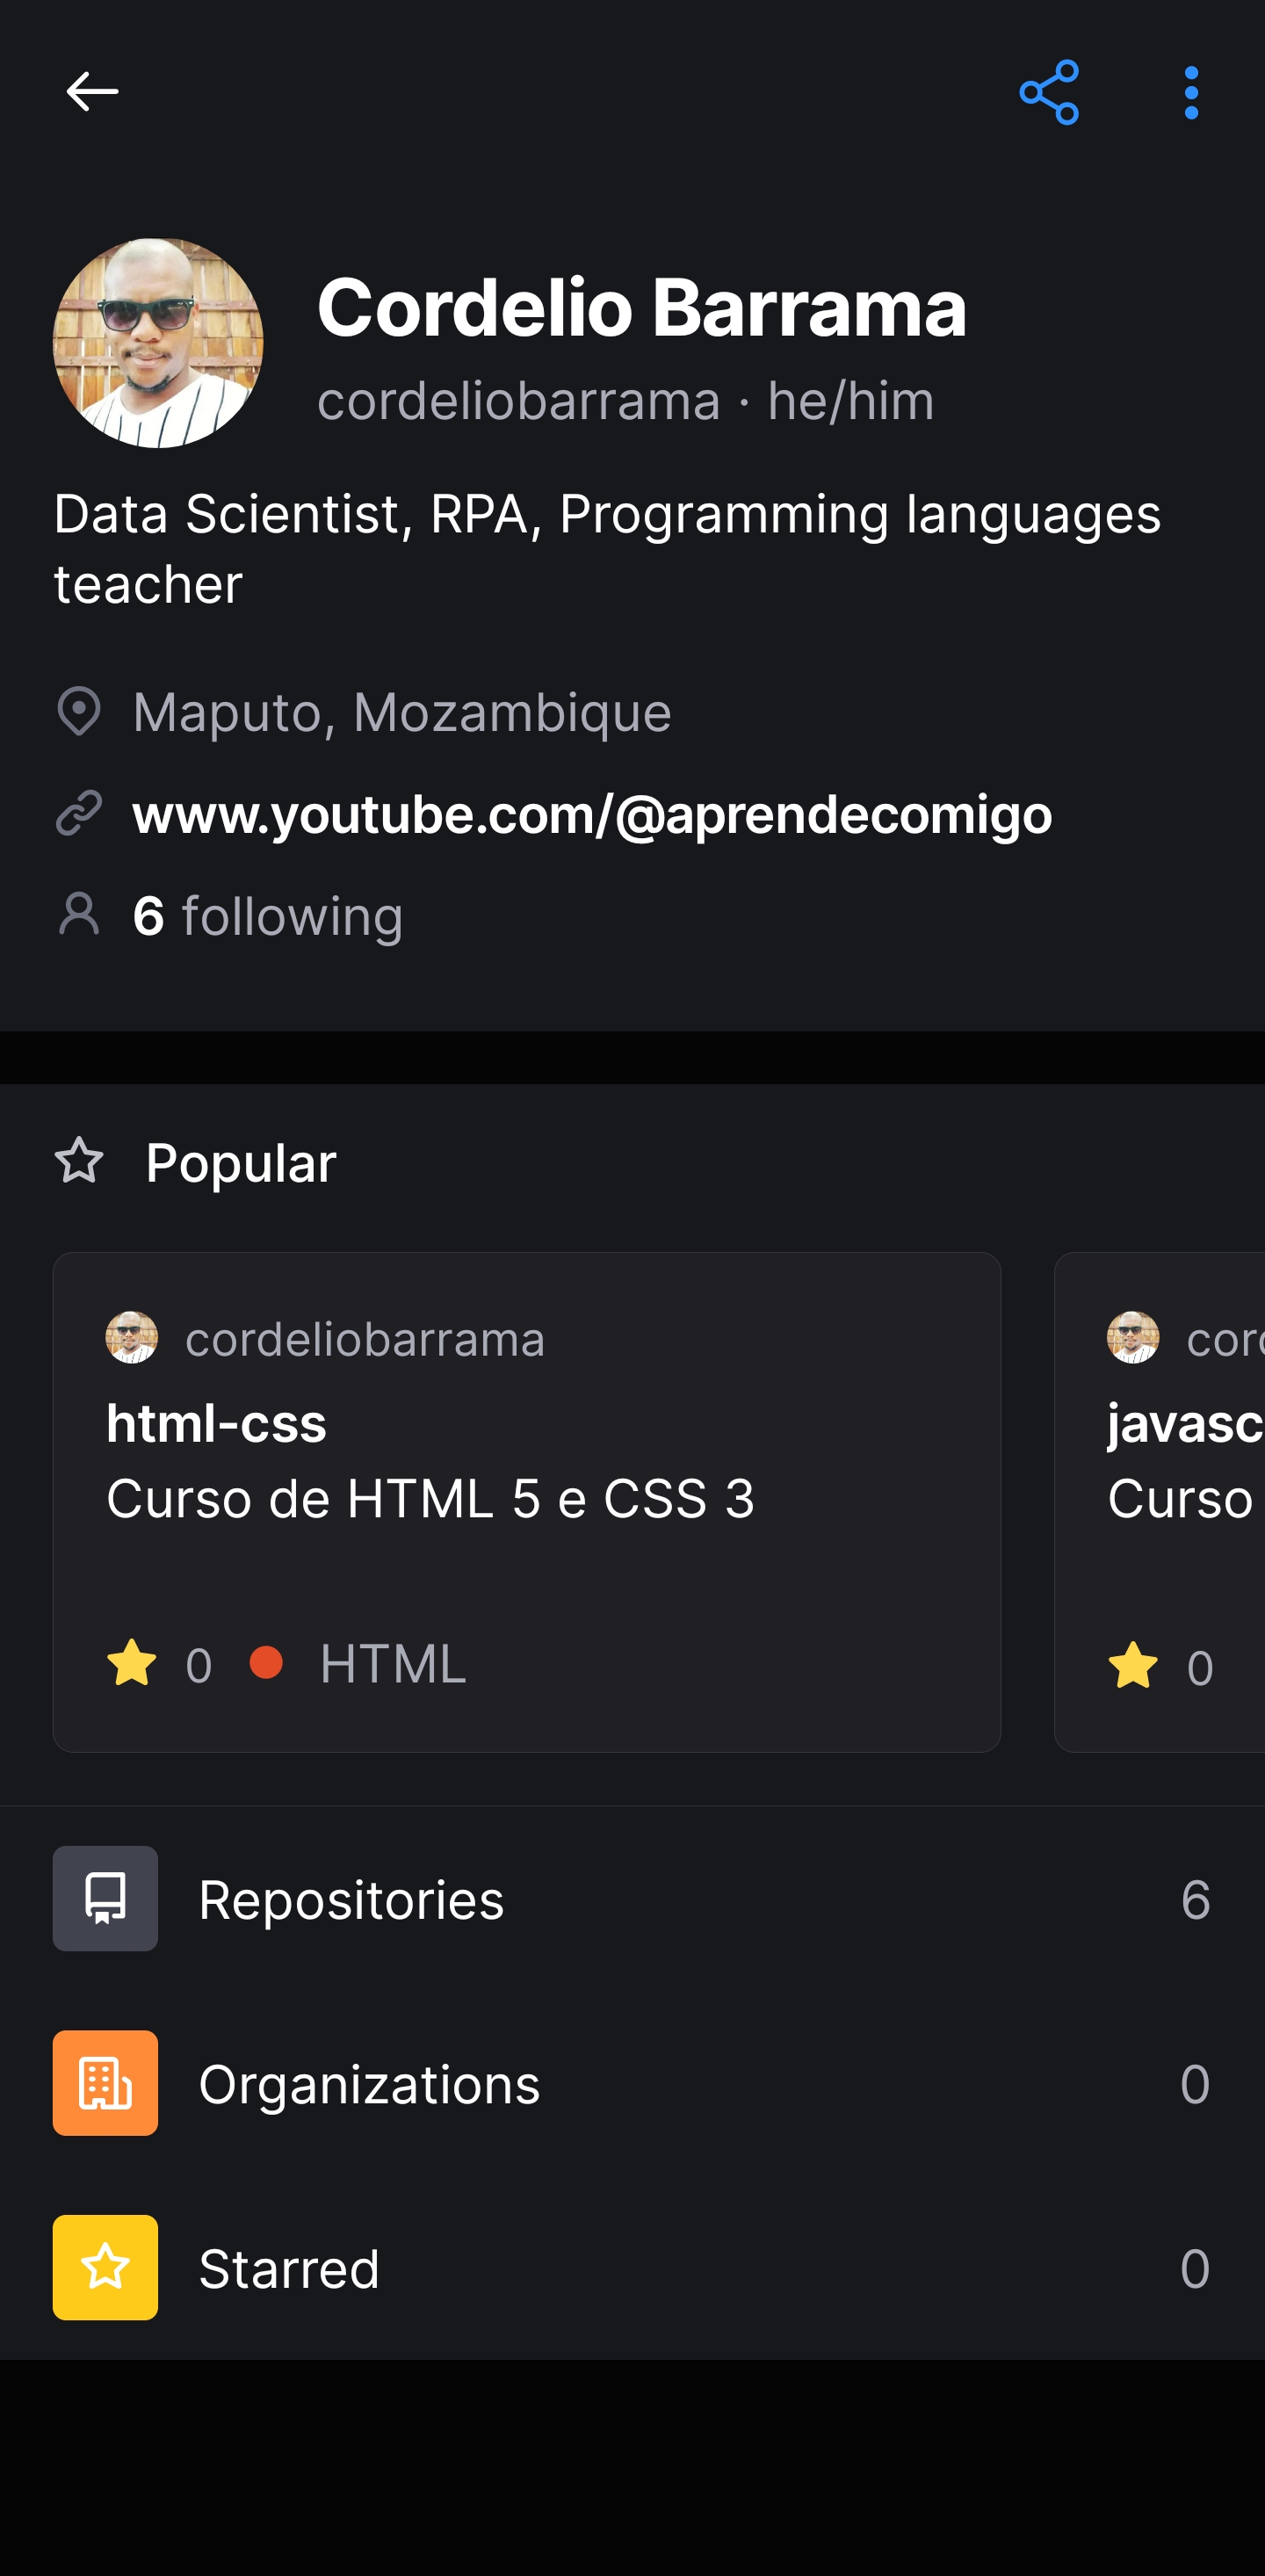 Cordelio Barrama
cordeliobarrama · he/him
Data Scientist, RPA, Programming languages
teacher
Maputo, Mozambique
www.youtube.com/@aprendecomigo
6 following
Popular
cordeliobarrama
html-css
Curso de HTML 5 e CSS 3
0 HTML
Curso
0
Repositories 6
Organizations 0
Starred 0